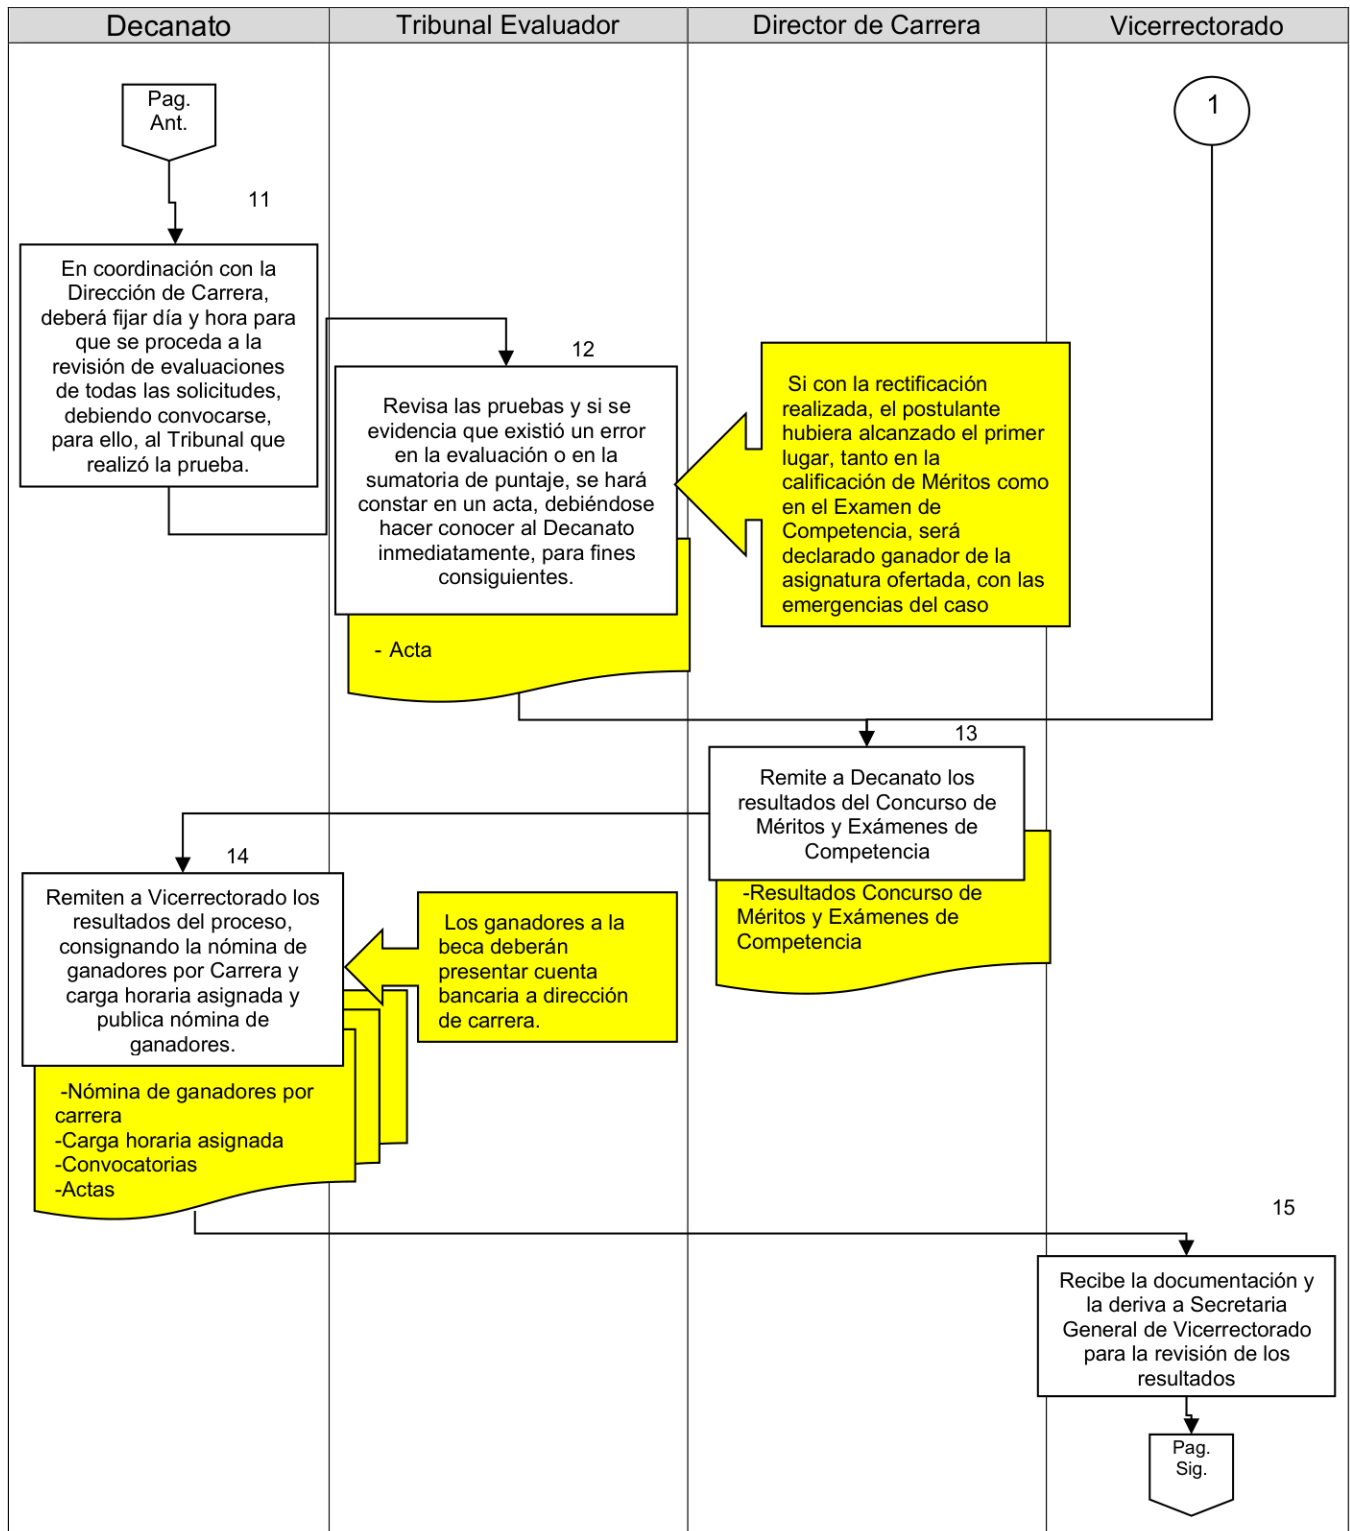 Decanato
Tribunal Evaluador
Director de Carrera
Vicerrectorado
Pag.
Ant.
1
11
En coordinación con la
Dirección de Carrera,
deberá fijar día y hora para
que se proceda a la
revisión de evaluaciones
de todas las solicitudes,
debiendo convocarse,
para ello, al Tribunal que
realizó la prueba.
12
Revisa las pruebas y si se
evidencia que existió un error
en la evaluación o en la
sumatoria de puntaje, se hará
constar en un acta, debiéndose
hacer conocer al Decanato
inmediatamente, para fines
consiguientes.
- Acta
Si con la rectificación
realizada, el postulante
hubiera alcanzado el primer
lugar, tanto en la
calificación de Méritos como
en el Examen de
Competencia, será
declarado ganador de la
asignatura ofertada, con las
emergencias del caso
13
Remite a Decanato los
resultados del Concurso de
Méritos y Exámenes de
Competencia
-Resultados Concurso de
Méritos y Exámenes de
Competencia
14
Remiten a Vicerrectorado los
resultados del proceso,
consignando la nómina de
ganadores por Carrera y
carga horaria asignada y
publica nómina de
ganadores.
Los ganadores a la
beca deberán
presentar cuenta
bancaria a dirección
de carrera.
-Nómina de ganadores por
carrera
-Carga horaria asignada
-Convocatorias
-Actas
15
Recibe la documentación y
la deriva a Secretaria
General de Vicerrectorado
para la revisión de los
resultados
Pag.
Sig.